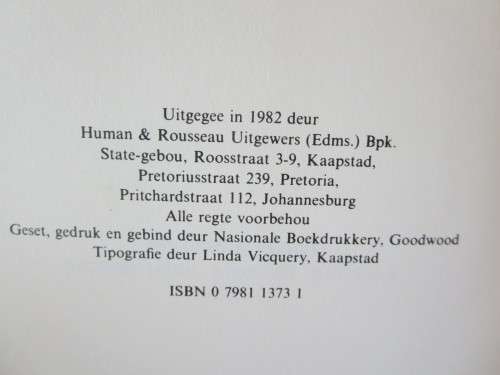 Uitgegee in 1982 deur
Human & Rousseau Uitgewers (Edms.) Bpk.
State-gebou, Roosstraat 3-9, Kaapstad,
Pretoriusstraat 239, Pretoria,
Pritchardstraat 112, Johannesburg
Alle regte voorbehou
Geset, gedruk en gebind deur Nasionale Boekdrukkery, Goodwood
Tipografie deur Linda Vicquery, Kaapstad
ISBN 0 7981 1373 1